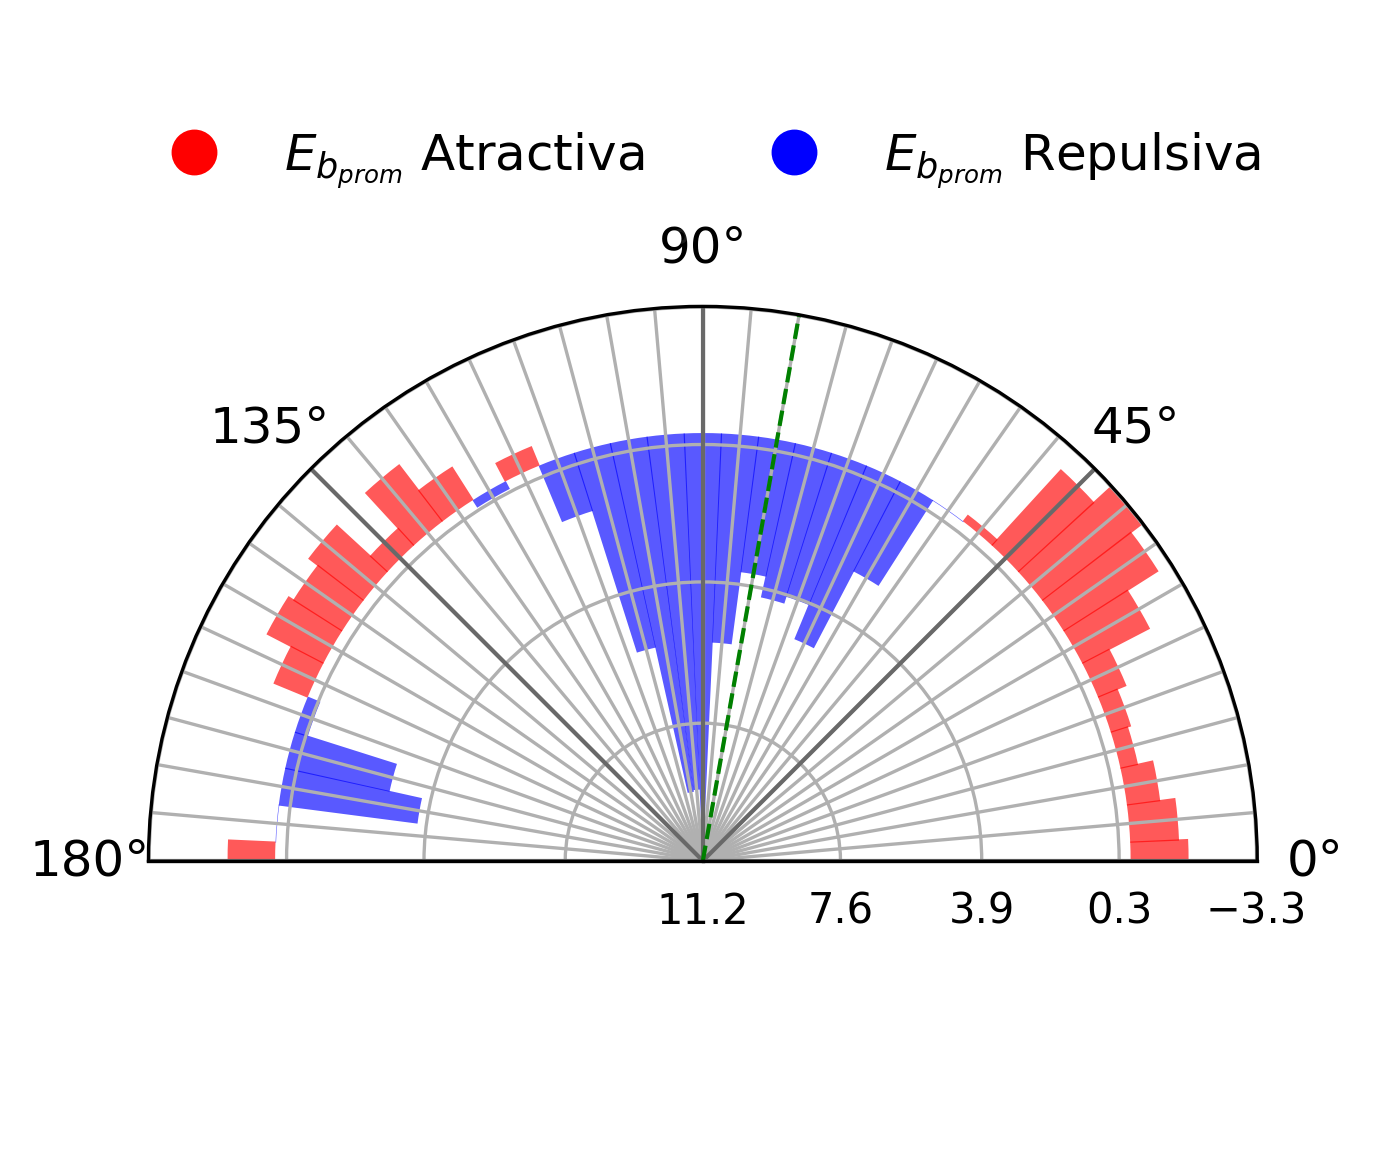 E_{b_{prom}} Atractiva E_{b_{prom}} Repulsiva
90°
135° 45°
180° 0°
11.2 7.6 3.9 0.3 −3.3